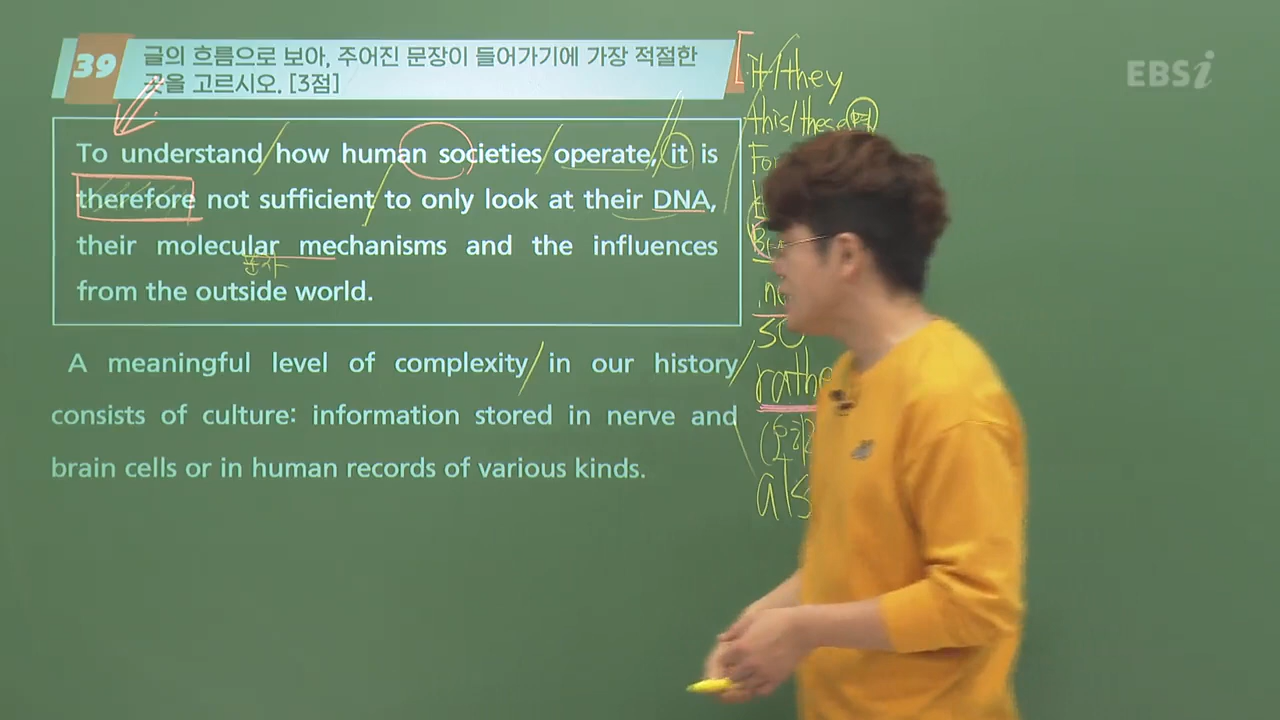 39 글의 흐름으로 보아, 주어진 문장이 들어가기에 가장 적절한
곳을 고르시오. [3점]
EBSi
it/they
this/these
To understand how human societies operate, it is
therefore not sufficient to only look at their DNA,
their molecular mechanisms and the influences
분자
from the outside world.
so
A meaningful level of complexity in our history
consists of culture: information stored in nerve and
brain cells or in human records of various kinds.